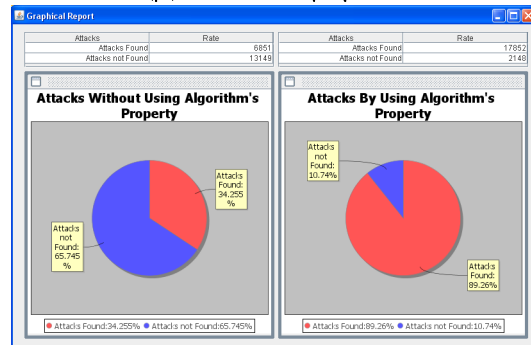 Graphical Report
Attacks Rate
Attacks Found 6851
Attacks not Found 13149
Attacks Rate
Attacks Found 17852
Attacks not Found 2148
Attacks Without Using Algorithm's
Property
Attacks
Found:
34.255
%
Attacks
not
Found:
65.745
%
Attacks Found:34.255% Attacks not Found:65.745%
Attacks By Using Algorithm's
Property
Attacks
not
Found:
10.74%
Attacks
Found:
89.26%
Attacks Found:89.26% Attacks not Found:10.74%